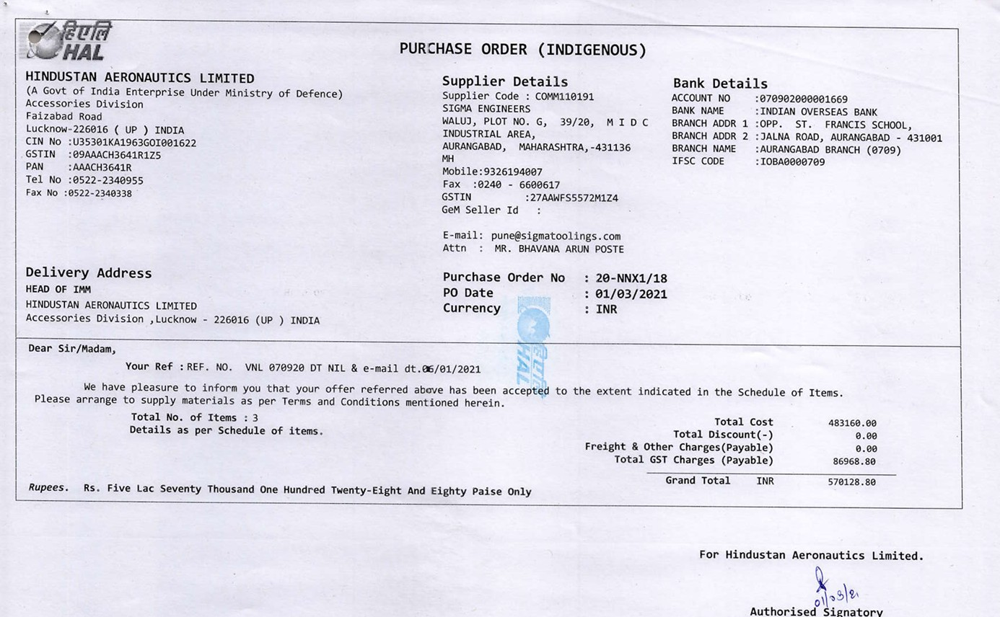 हिएलि
HAL
PURCHASE ORDER (INDIGENOUS)
HINDUSTAN AERONAUTICS LIMITED
(A Govt of India Enterprise Under Ministry of Defence)
Accessories Division
Faizabad Road
Lucknow-226016 ( UP ) INDIA
CIN No :U35301KA1963GOI001622
GSTIN :09AAACH3641R1Z5
PAN :AAACH3641R
Tel No :0522-2340955
Fax No :0522-2340338
Supplier Details
Supplier Code : COMM110191
SIGMA ENGINEERS
WALUJ, PLOT NO. G, 39/20, M I D C
INDUSTRIAL AREA,
AURANGABAD, MAHARASHTRA,-431136
MH
Mobile:9326194007
Fax :0240 - 6600617
GSTIN :27AAWFS5572M1Z4
GeM Seller Id :
E-mail: pune@sigmatoolings.com
Attn : MR. BHAVANA ARUN POSTE
Bank Details
ACCOUNT NO :070902000001669
BANK NAME :INDIAN OVERSEAS BANK
BRANCH ADDR 1 :OPP. ST. FRANCIS SCHOOL,
BRANCH ADDR 2 :JALNA ROAD, AURANGABAD - 431001
BRANCH NAME :AURANGABAD BRANCH (0709)
IFSC CODE :IOBA0000709
Delivery Address
HEAD OF IMM
HINDUSTAN AERONAUTICS LIMITED
Accessories Division ,Lucknow - 226016 (UP ) INDIA
Purchase Order No : 20-NNX1/18
PO Date : 01/03/2021
Currency : INR
हिएलि
HAL
Dear Sir/Madam,
Your Ref :REF. NO. VNL 070920 DT NIL & e-mail dt.06/01/2021
We have pleasure to inform you that your offer referred above has been accepted to the extent indicated in the Schedule of Items.
Please arrange to supply materials as per Terms and Conditions mentioned herein.
Total No. of Items : 3
Details as per Schedule of items.
Total Cost 483160.00
Total Discount(-) 0.00
Freight & Other Charges(Payable) 0.00
Total GST Charges (Payable) 86968.80
Grand Total INR 570128.80
Rupees. Rs. Five Lac Seventy Thousand One Hundred Twenty-Eight And Eighty Paise Only
For Hindustan Aeronautics Limited.
01/03/21
Authorised Signatory